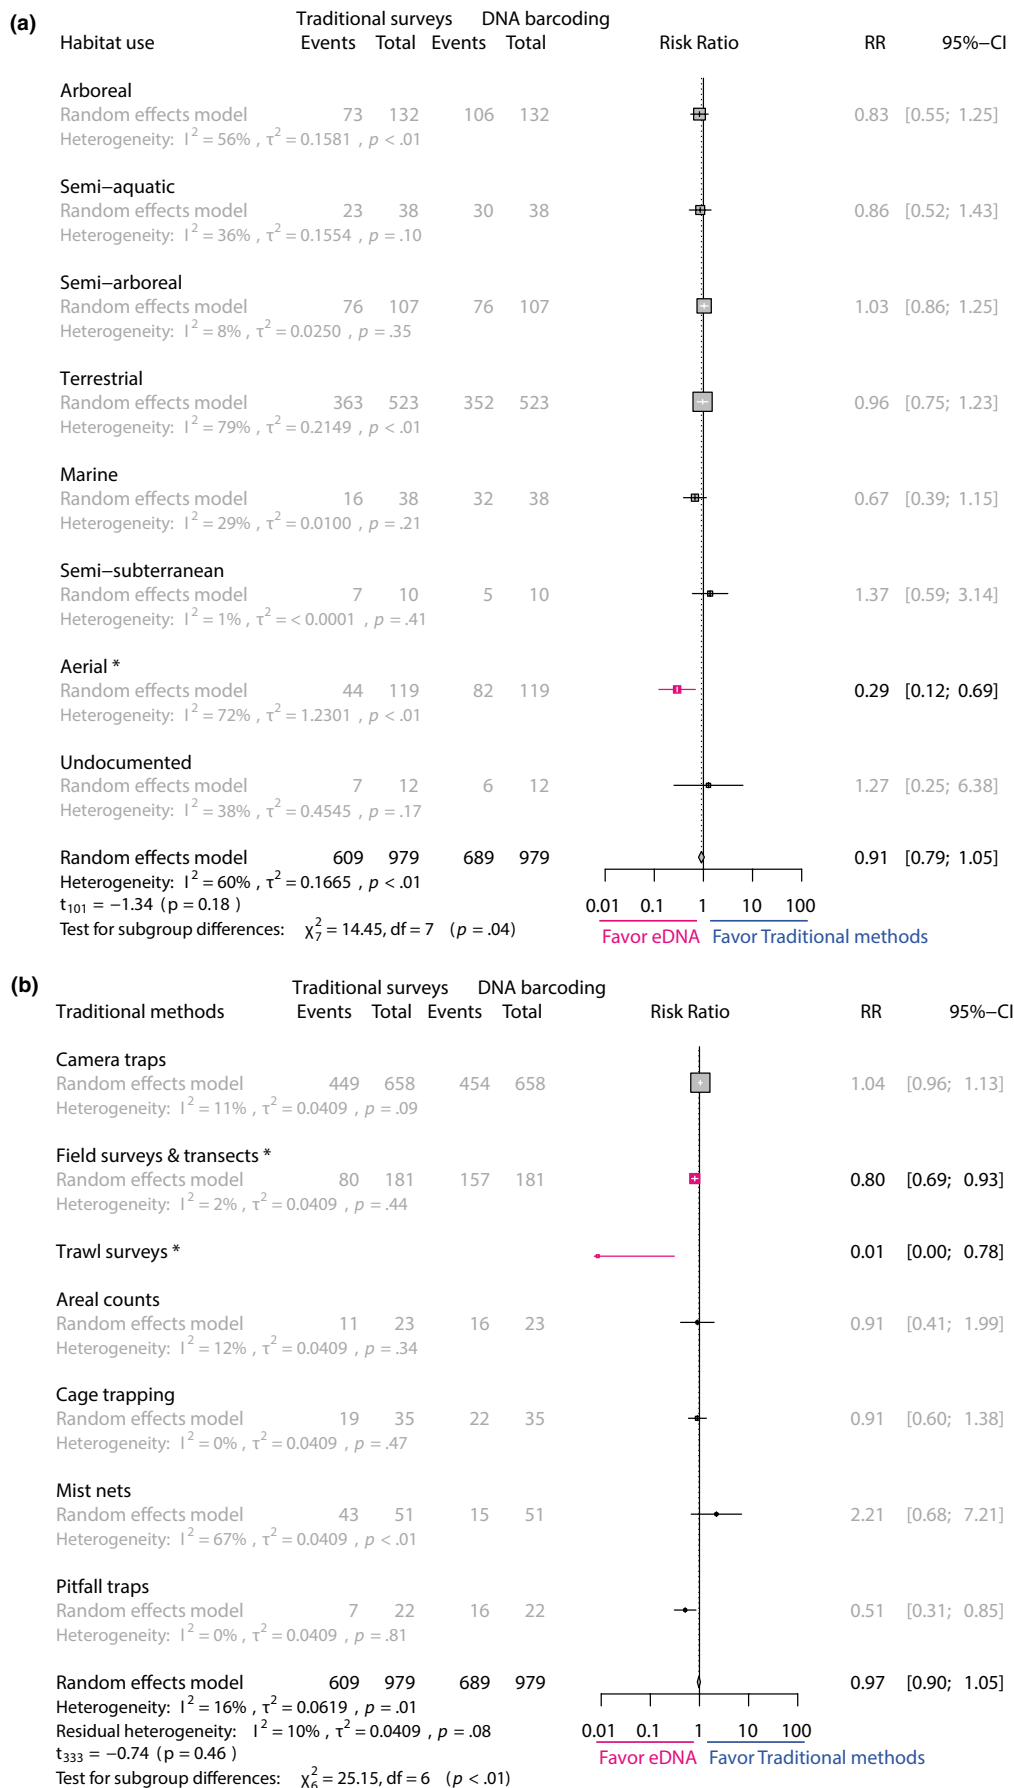 (a)
Traditional surveys DNA barcoding
Habitat use Events Total Events Total Risk Ratio RR 95%−CI
Arboreal
Random effects model 73 132 106 132 0.83 [0.55; 1.25]
Heterogeneity: I² = 56% , τ² = 0.1581 , p < .01
Semi−aquatic
Random effects model 23 38 30 38 0.86 [0.52; 1.43]
Heterogeneity: I² = 36% , τ² = 0.1554 , p = .10
Semi−arboreal
Random effects model 76 107 76 107 1.03 [0.86; 1.25]
Heterogeneity: I² = 8% , τ² = 0.0250 , p = .35
Terrestrial
Random effects model 363 523 352 523 0.96 [0.75; 1.23]
Heterogeneity: I² = 79% , τ² = 0.2149 , p < .01
Marine
Random effects model 16 38 32 38 0.67 [0.39; 1.15]
Heterogeneity: I² = 29% , τ² = 0.0100 , p = .21
Semi−subterranean
Random effects model 7 10 5 10 1.37 [0.59; 3.14]
Heterogeneity: I² = 1% , τ² = < 0.0001 , p = .41
Aerial *
Random effects model 44 119 82 119 0.29 [0.12; 0.69]
Heterogeneity: I² = 72% , τ² = 1.2301 , p < .01
Undocumented
Random effects model 7 12 6 12 1.27 [0.25; 6.38]
Heterogeneity: I² = 38% , τ² = 0.4545 , p = .17
Random effects model 609 979 689 979 0.91 [0.79; 1.05]
Heterogeneity: I² = 60% , τ² = 0.1665 , p < .01
t₁₀₁ = −1.34 (p = 0.18 )
Test for subgroup differences: χ²₇ = 14.45, df = 7 (p = .04)
0.01 0.1 1 10 100
Favor eDNA Favor Traditional methods
(b)
Traditional surveys DNA barcoding
Traditional methods Events Total Events Total Risk Ratio RR 95%−CI
Camera traps
Random effects model 449 658 454 658 1.04 [0.96; 1.13]
Heterogeneity: I² = 11% , τ² = 0.0409 , p = .09
Field surveys & transects *
Random effects model 80 181 157 181 0.80 [0.69; 0.93]
Heterogeneity: I² = 2% , τ² = 0.0409 , p = .44
Trawl surveys * 0.01 [0.00; 0.78]
Areal counts
Random effects model 11 23 16 23 0.91 [0.41; 1.99]
Heterogeneity: I² = 12% , τ² = 0.0409 , p = .34
Cage trapping
Random effects model 19 35 22 35 0.91 [0.60; 1.38]
Heterogeneity: I² = 0% , τ² = 0.0409 , p = .47
Mist nets
Random effects model 43 51 15 51 2.21 [0.68; 7.21]
Heterogeneity: I² = 67% , τ² = 0.0409 , p < .01
Pitfall traps
Random effects model 7 22 16 22 0.51 [0.31; 0.85]
Heterogeneity: I² = 0% , τ² = 0.0409 , p = .81
Random effects model 609 979 689 979 0.97 [0.90; 1.05]
Heterogeneity: I² = 16% , τ² = 0.0619 , p = .01
Residual heterogeneity: I² = 10% , τ² = 0.0409 , p = .08
t₃₃₃ = −0.74 (p = 0.46 )
Test for subgroup differences: χ²₆ = 25.15, df = 6 (p < .01)
0.01 0.1 1 10 100
Favor eDNA Favor Traditional methods